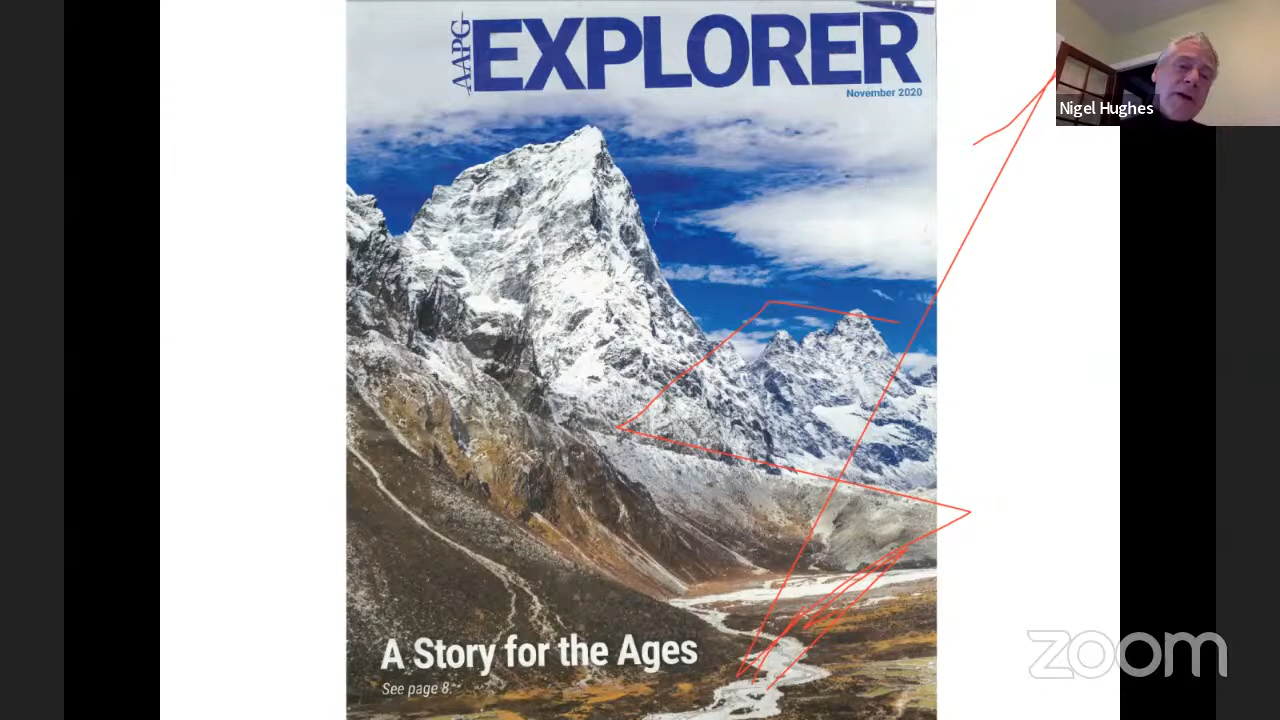 AAPG
EXPLORER
November 2020
Nigel Hughes
A Story for the Ages
See page 8.
zoom